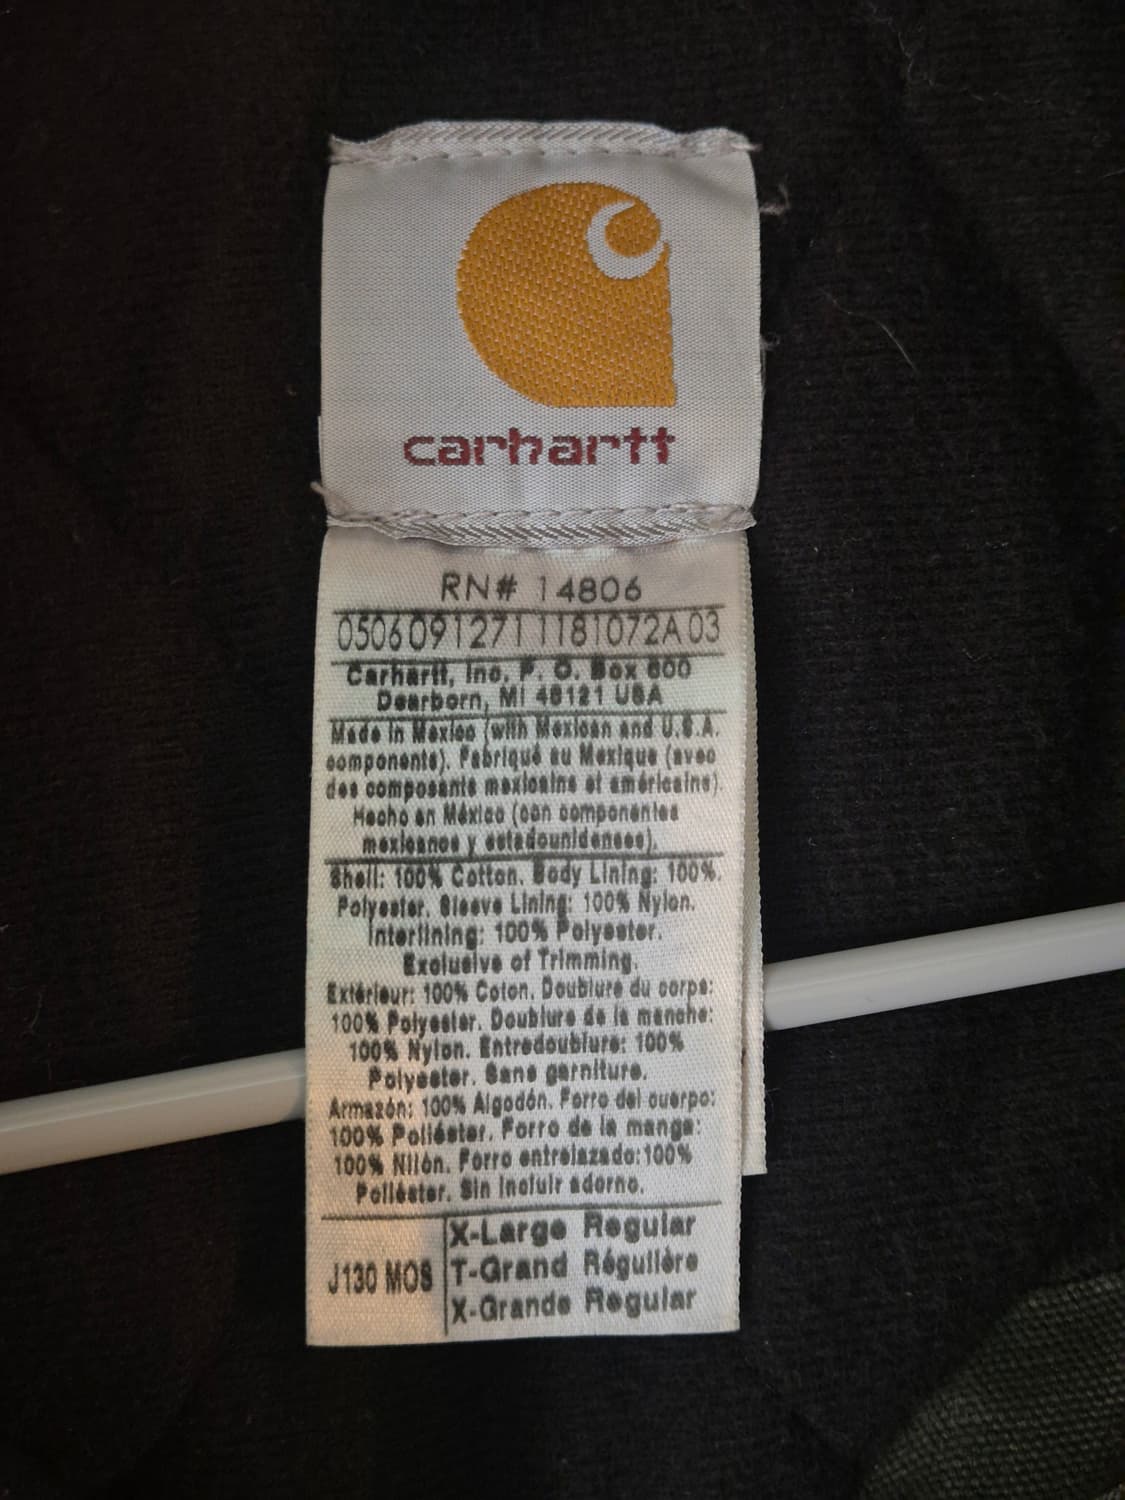 carhartt
RN# 14806
0506091271 1181072A 03
Carhartt, Inc. P. O. Box 600
Dearborn, MI 48121 USA
Made in Mexico (with Mexican and U.S.A.
components). Fabriqué au Mexique (avec
des composants mexicains et américains).
Hecho en México (con componentes
mexicanos y estadounidenses).
Shell: 100% Cotton. Body Lining: 100%.
Polyester. Sleeve Lining: 100% Nylon.
Interlining: 100% Polyester.
Exclusive of Trimming.
Extérieur: 100% Coton. Doublure du corps:
100% Polyester. Doublure de la manche:
100% Nylon. Entredoublure: 100%
Polyester. Sans garniture.
Armazón: 100% Algodón. Forro del cuerpo:
100% Poliéster. Forro de la manga:
100% Nilón. Forro entrelazado:100%
Poliéster. Sin incluir adorno.
J130 MOS
X-Large Regular
T-Grand Régulière
X-Grande Regular